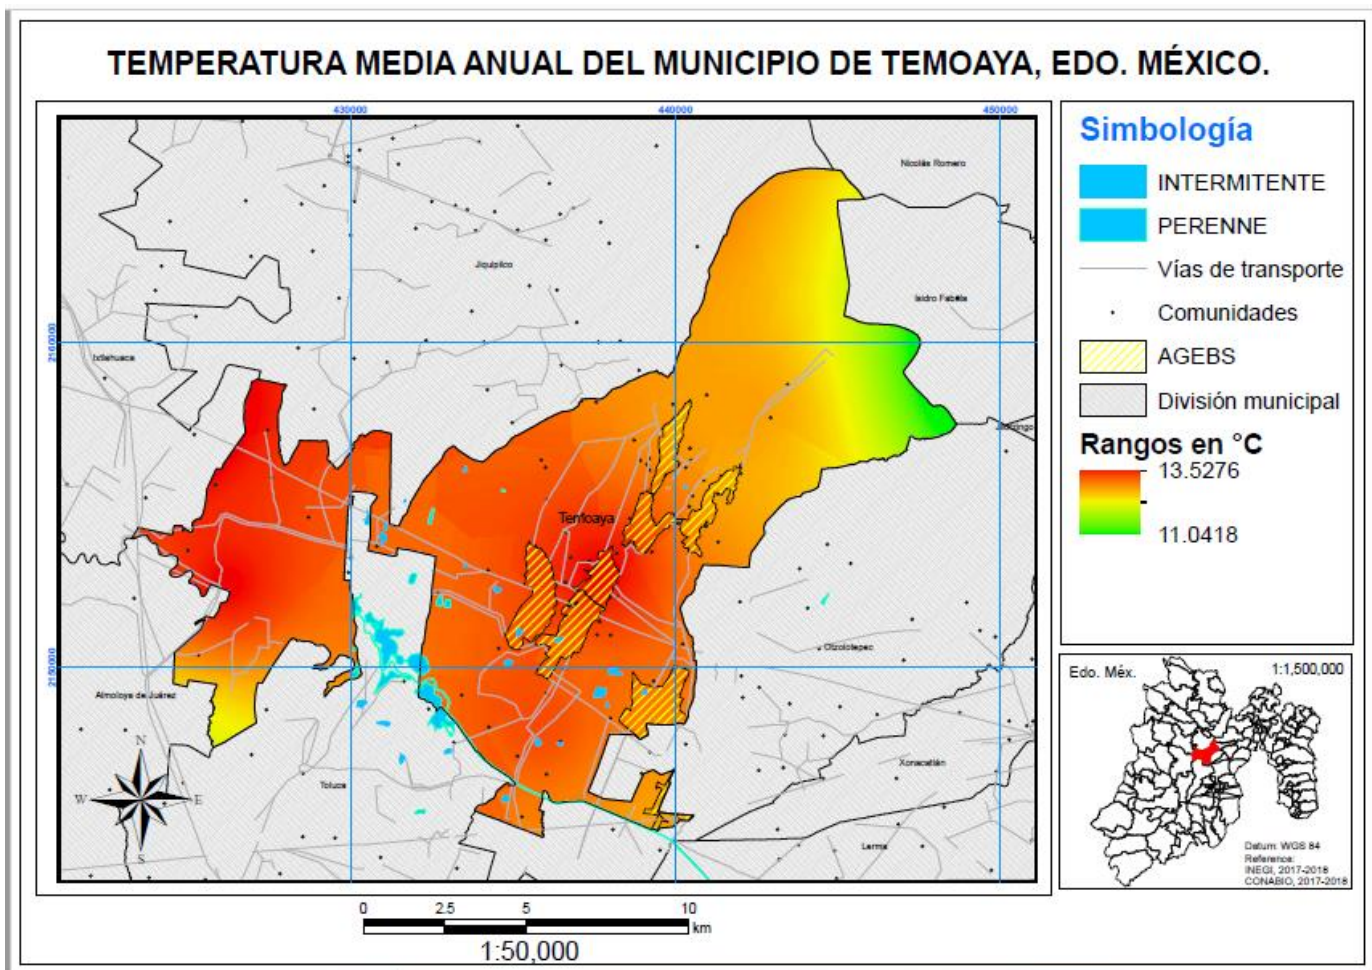 TEMPERATURA MEDIA ANUAL DEL MUNICIPIO DE TEMOAYA, EDO. MÉXICO.
430000
440000
450000
2160000
2150000
Nicolás Romero
Jiquipilco
Isidro Fabela
Ixtlahuaca
Temoaya
Otzolotepec
Almoloya de Juárez
Toluca
Xonacatlán
Lerma
N
W
E
S
Simbología
INTERMITENTE
PERENNE
Vías de transporte
Comunidades
AGEBS
División municipal
Rangos en °C
13.5276
11.0418
Edo. Méx.
1:1,500,000
Datum: WGS 84
Reference:
INEGI, 2017-2018
CONABIO, 2017-2018
0 2.5 5 10
km
1:50,000